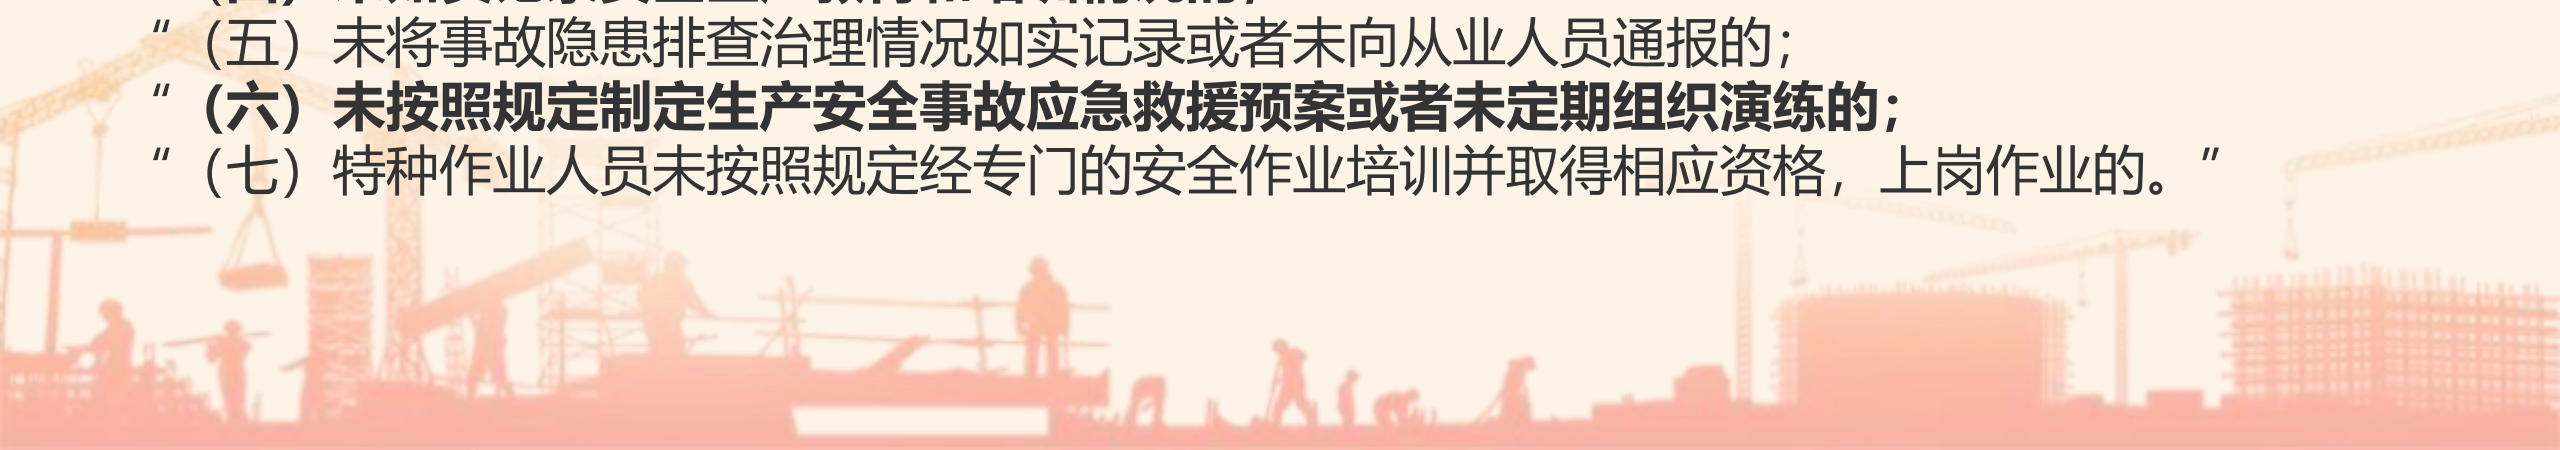 “（五）未将事故隐患排查治理情况如实记录或者未向从业人员通报的；
“（六）未按照规定制定生产安全事故应急救援预案或者未定期组织演练的；
“（七）特种作业人员未按照规定经专门的安全作业培训并取得相应资格，上岗作业的。”